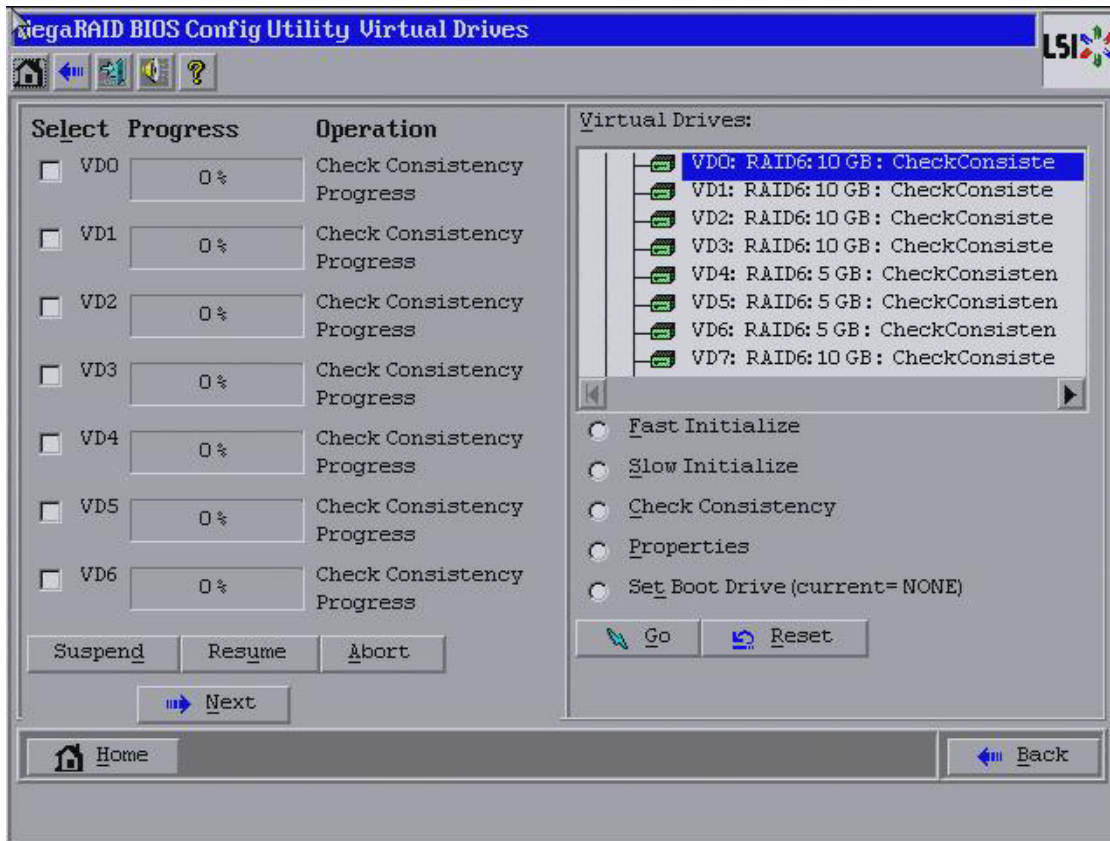 MegaRAID BIOS Config Utility Virtual Drives
LSI
Select Progress Operation
VD0 0 % Check Consistency
Progress
VD1 0 % Check Consistency
Progress
VD2 0 % Check Consistency
Progress
VD3 0 % Check Consistency
Progress
VD4 0 % Check Consistency
Progress
VD5 0 % Check Consistency
Progress
VD6 0 % Check Consistency
Progress
Suspend Resume Abort
Next
Virtual Drives:
VD0: RAID6: 10 GB: CheckConsiste
VD1: RAID6: 10 GB: CheckConsiste
VD2: RAID6: 10 GB: CheckConsiste
VD3: RAID6: 10 GB: CheckConsiste
VD4: RAID6: 5 GB: CheckConsisten
VD5: RAID6: 5 GB: CheckConsisten
VD6: RAID6: 5 GB: CheckConsisten
VD7: RAID6: 10 GB: CheckConsiste
Fast Initialize
Slow Initialize
Check Consistency
Properties
Set Boot Drive (current= NONE)
Go Reset
Home Back